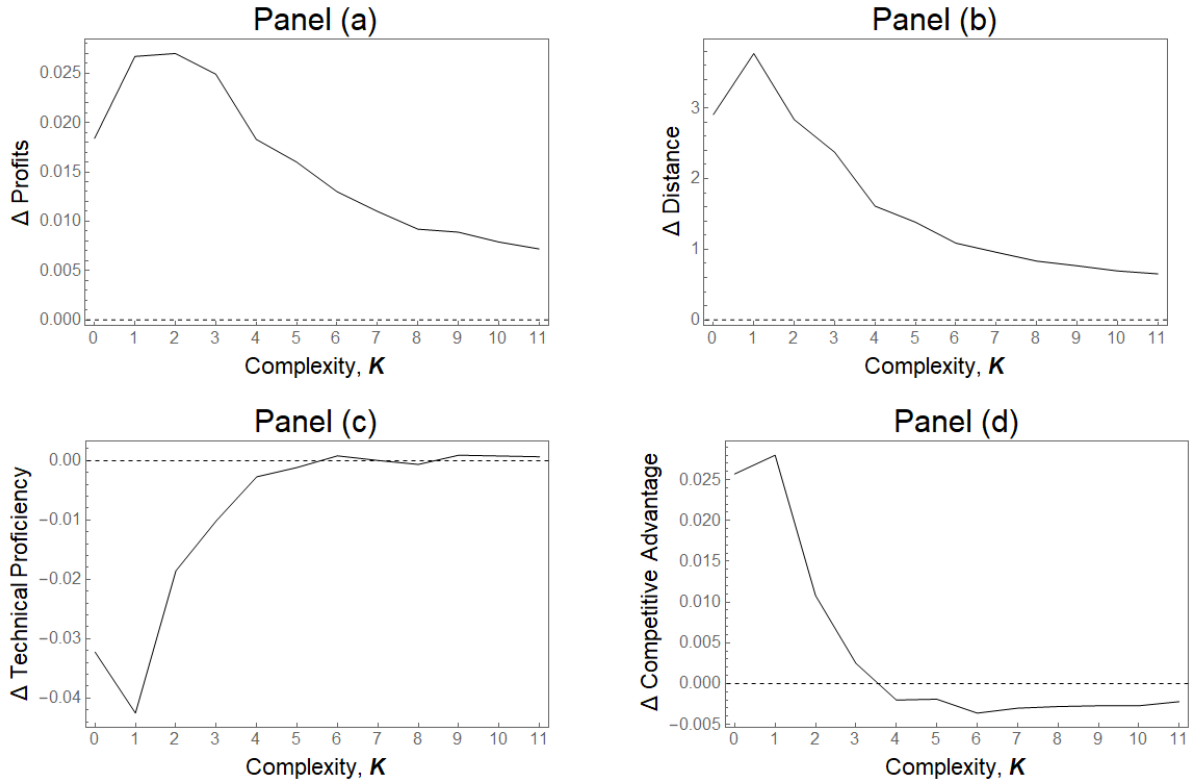 Panel (a)
Δ Profits
0.025
0.020
0.015
0.010
0.005
0.000
0 1 2 3 4 5 6 7 8 9 10 11
Complexity, K
Panel (b)
Δ Distance
3
2
1
0
0 1 2 3 4 5 6 7 8 9 10 11
Complexity, K
Panel (c)
Δ Technical Proficiency
0.00
−0.01
−0.02
−0.03
−0.04
0 1 2 3 4 5 6 7 8 9 10 11
Complexity, K
Panel (d)
Δ Competitive Advantage
0.025
0.020
0.015
0.010
0.005
0.000
−0.005
0 1 2 3 4 5 6 7 8 9 10 11
Complexity, K